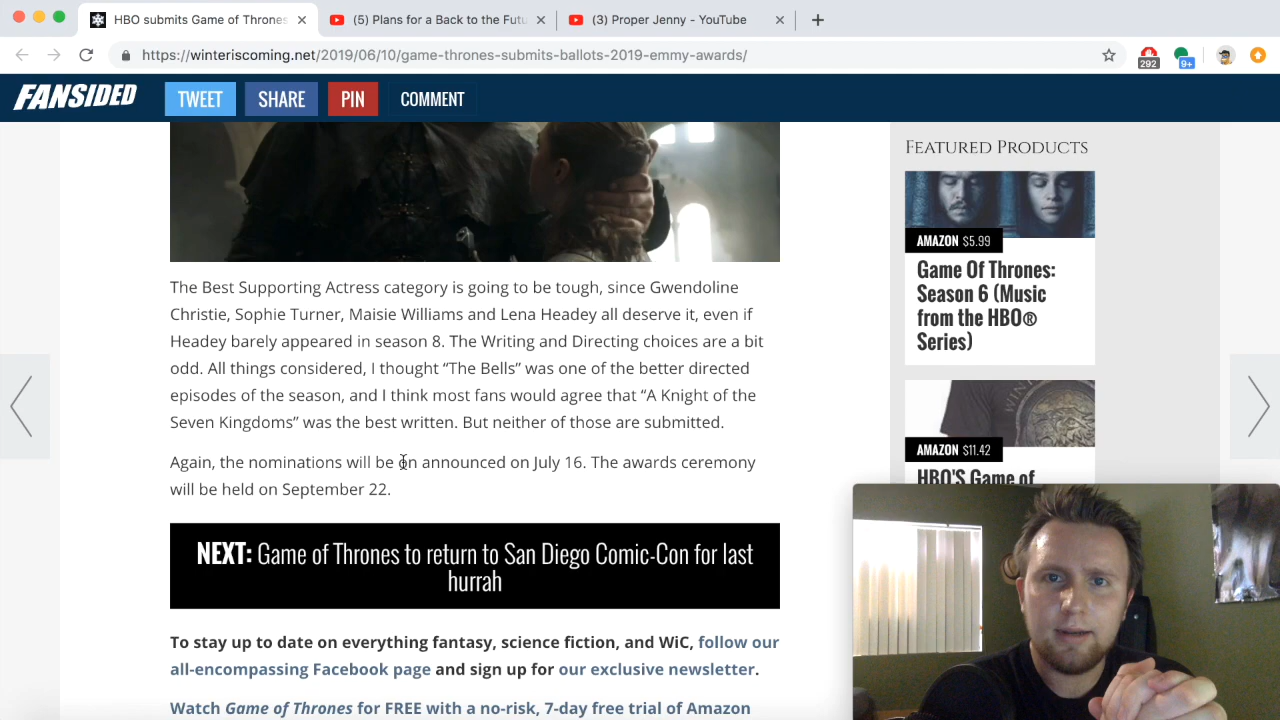 HBO submits Game of Thrones
(5) Plans for a Back to the Futu
(3) Proper Jenny - YouTube
https://winteriscoming.net/2019/06/10/game-thrones-submits-ballots-2019-emmy-awards/
292
9+
FANSIDED
TWEET
SHARE
PIN
COMMENT
The Best Supporting Actress category is going to be tough, since Gwendoline
Christie, Sophie Turner, Maisie Williams and Lena Headey all deserve it, even if
Headey barely appeared in season 8. The Writing and Directing choices are a bit
odd. All things considered, I thought “The Bells” was one of the better directed
episodes of the season, and I think most fans would agree that “A Knight of the
Seven Kingdoms” was the best written. But neither of those are submitted.
Again, the nominations will be on announced on July 16. The awards ceremony
will be held on September 22.
NEXT: Game of Thrones to return to San Diego Comic-Con for last
hurrah
To stay up to date on everything fantasy, science fiction, and WiC, follow our
all-encompassing Facebook page and sign up for our exclusive newsletter.
Watch Game of Thrones for FREE with a no-risk, 7-day free trial of Amazon
FEATURED PRODUCTS
AMAZON $5.99
Game Of Thrones:
Season 6 (Music
from the HBO®
Series)
AMAZON $11.42
HBO'S Game of